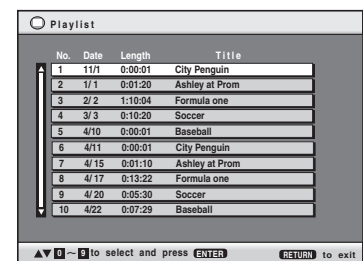 Playlist
No. Date Length Title
1 11/1 0:00:01 City Penguin
2 1/ 1 0:01:20 Ashley at Prom
3 2/ 2 1:10:04 Formula one
4 3/ 3 0:10:20 Soccer
5 4/10 0:00:01 Baseball
6 4/11 0:00:01 City Penguin
7 4/ 15 0:01:10 Ashley at Prom
8 4/ 17 0:13:22 Formula one
9 4/ 20 0:05:30 Soccer
10 4/22 0:07:29 Baseball
▲▼ 0 ~ 9 to select and press ENTER RETURN to exit